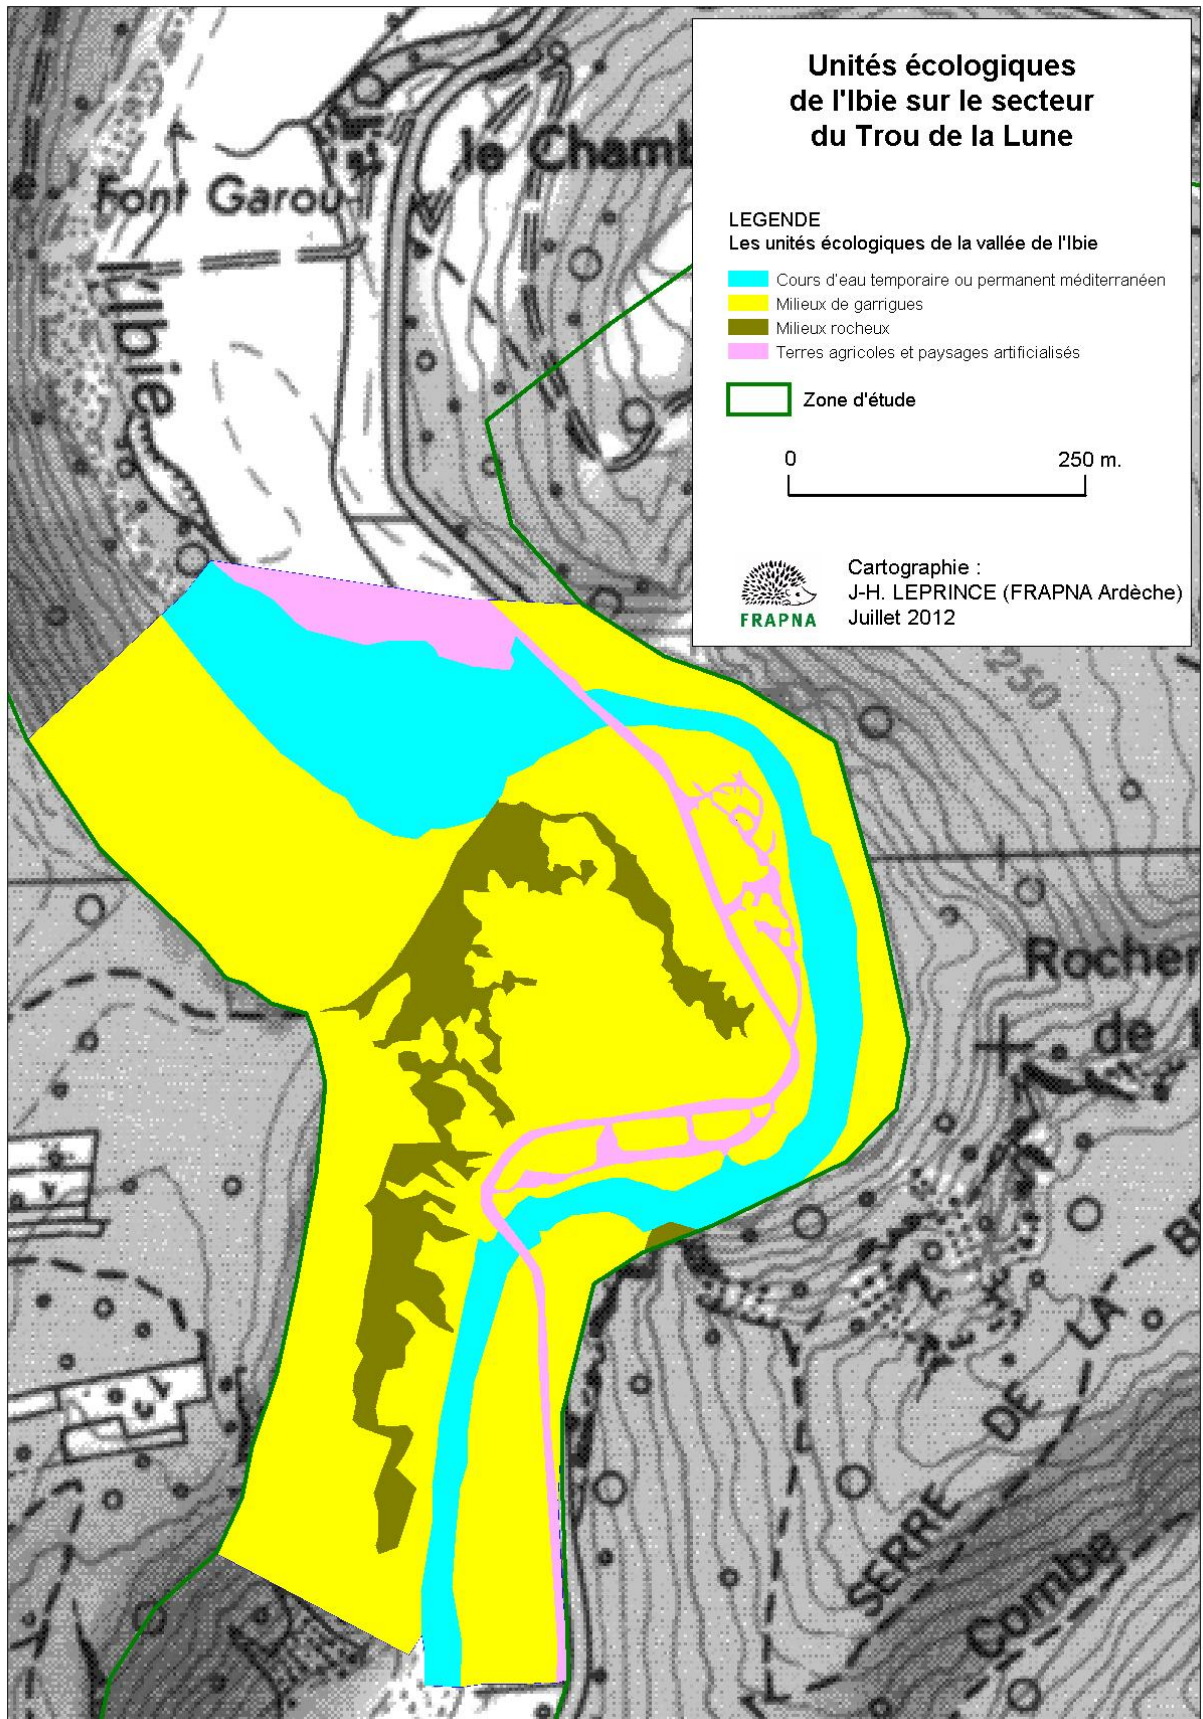 Unités écologiques
de l'Ibie sur le secteur
du Trou de la Lune
LEGENDE
Les unités écologiques de la vallée de l'Ibie
Cours d'eau temporaire ou permanent méditerranéen
Milieux de garrigues
Milieux rocheux
Terres agricoles et paysages artificialisés
Zone d'étude
0 250 m.
FRAPNA
Cartographie :
J-H. LEPRINCE (FRAPNA Ardèche)
Juillet 2012
le Chamb
Font Garou
l'Ibie
250
Rocher
de
SERRE DE LA
Combe